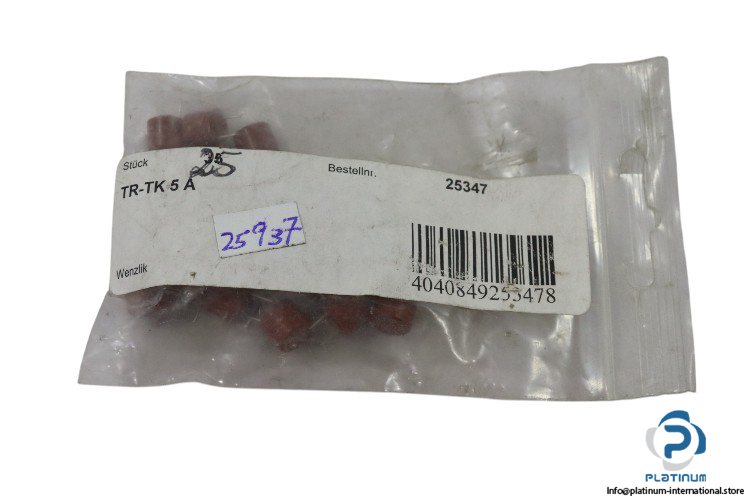 Stück 25
Bestellnr. 25347
TR-TK 5 A
25937
Wenzlik
4040849253478
PLATINUM
Info@platinum-international.store